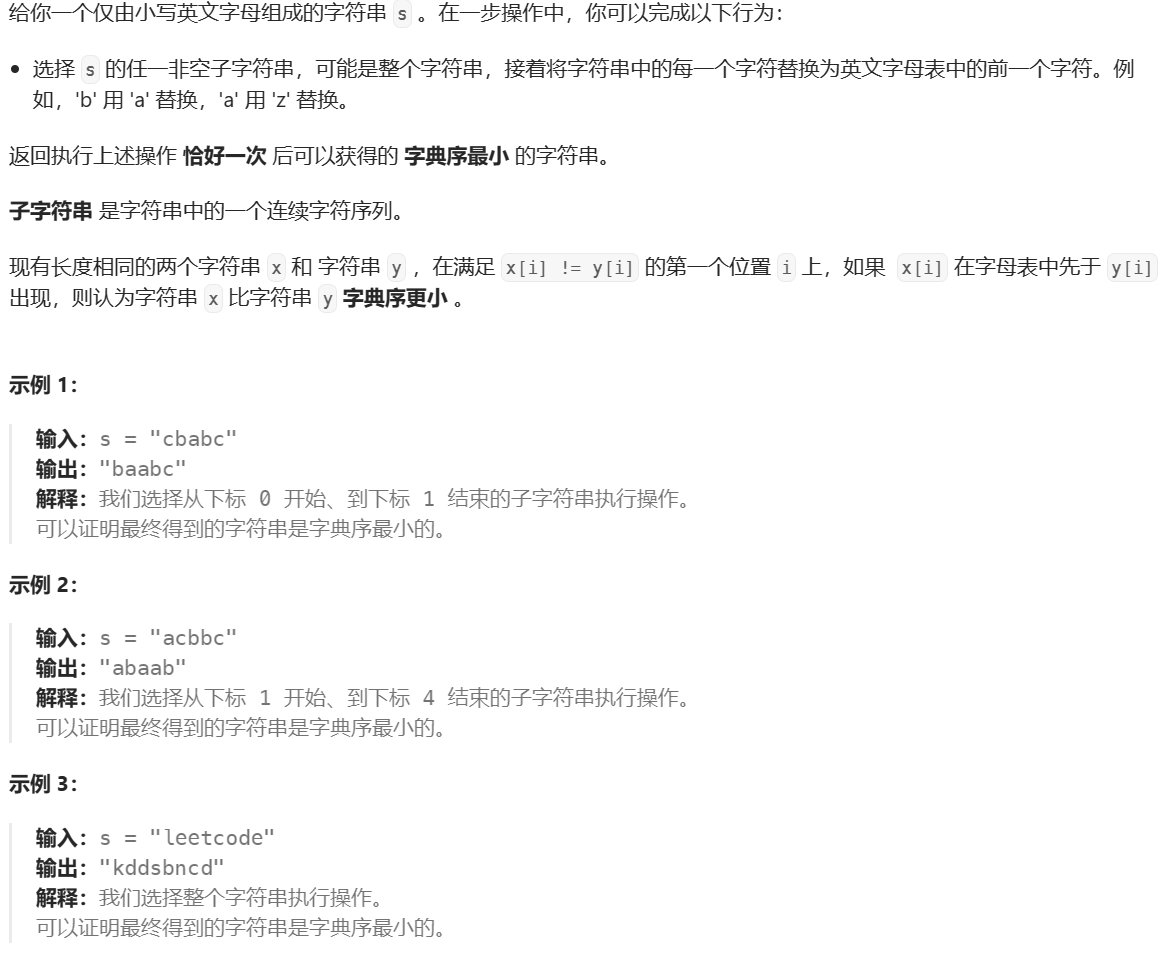 给你一个仅由小写英文字母组成的字符串 s 。在一步操作中，你可以完成以下行为：
• 选择 s 的任一非空子字符串，可能是整个字符串，接着将字符串中的每一个字符替换为英文字母表中的前一个字符。例
如，'b' 用 'a' 替换，'a' 用 'z' 替换。
返回执行上述操作 恰好一次 后可以获得的 字典序最小 的字符串。
子字符串 是字符串中的一个连续字符序列。
现有长度相同的两个字符串 x 和 字符串 y ，在满足 x[i] != y[i] 的第一个位置 i 上，如果 x[i] 在字母表中先于 y[i]
出现，则认为字符串 x 比字符串 y 字典序更小 。
示例 1：
输入：s = "cbabc"
输出："baabc"
解释：我们选择从下标 0 开始、到下标 1 结束的子字符串执行操作。
可以证明最终得到的字符串是字典序最小的。
示例 2：
输入：s = "acbbc"
输出："abaab"
解释：我们选择从下标 1 开始、到下标 4 结束的子字符串执行操作。
可以证明最终得到的字符串是字典序最小的。
示例 3：
输入：s = "leetcode"
输出："kddsbncd"
解释：我们选择整个字符串执行操作。
可以证明最终得到的字符串是字典序最小的。